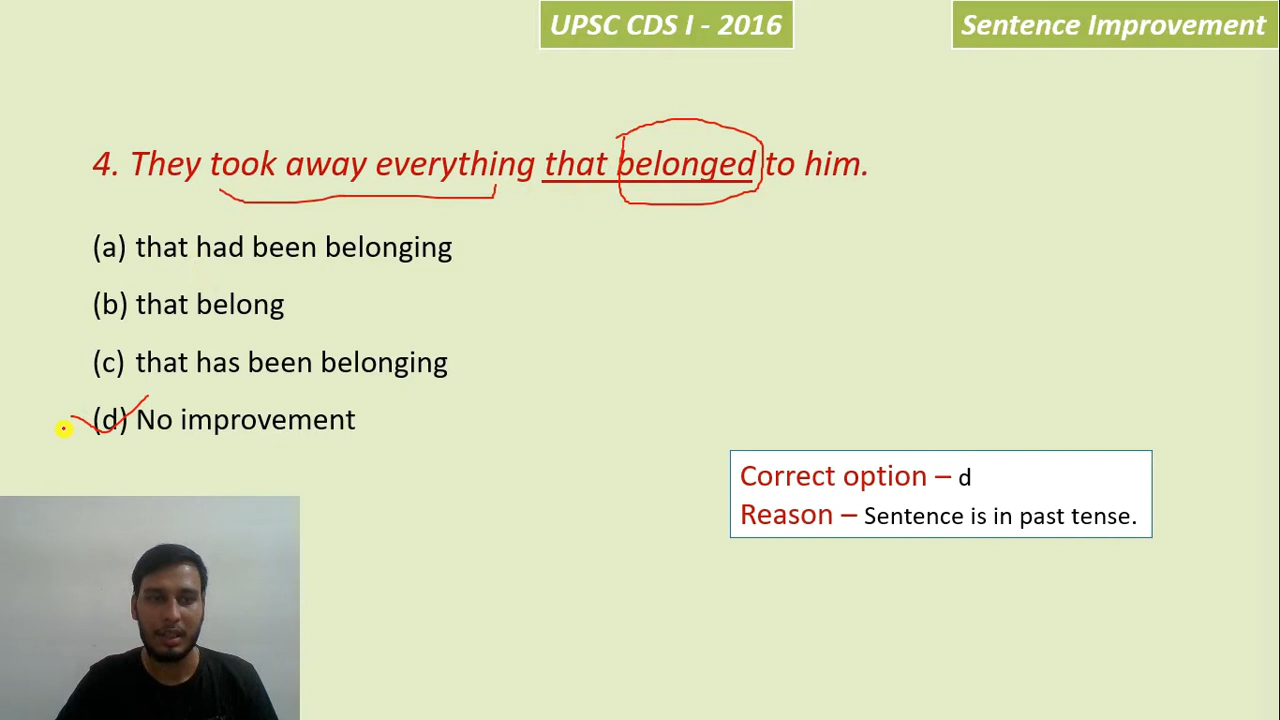 UPSC CDS I - 2016
Sentence Improvement
4. They took away everything that belonged to him.
(a) that had been belonging
(b) that belong
(c) that has been belonging
(d) No improvement
Correct option – d
Reason – Sentence is in past tense.